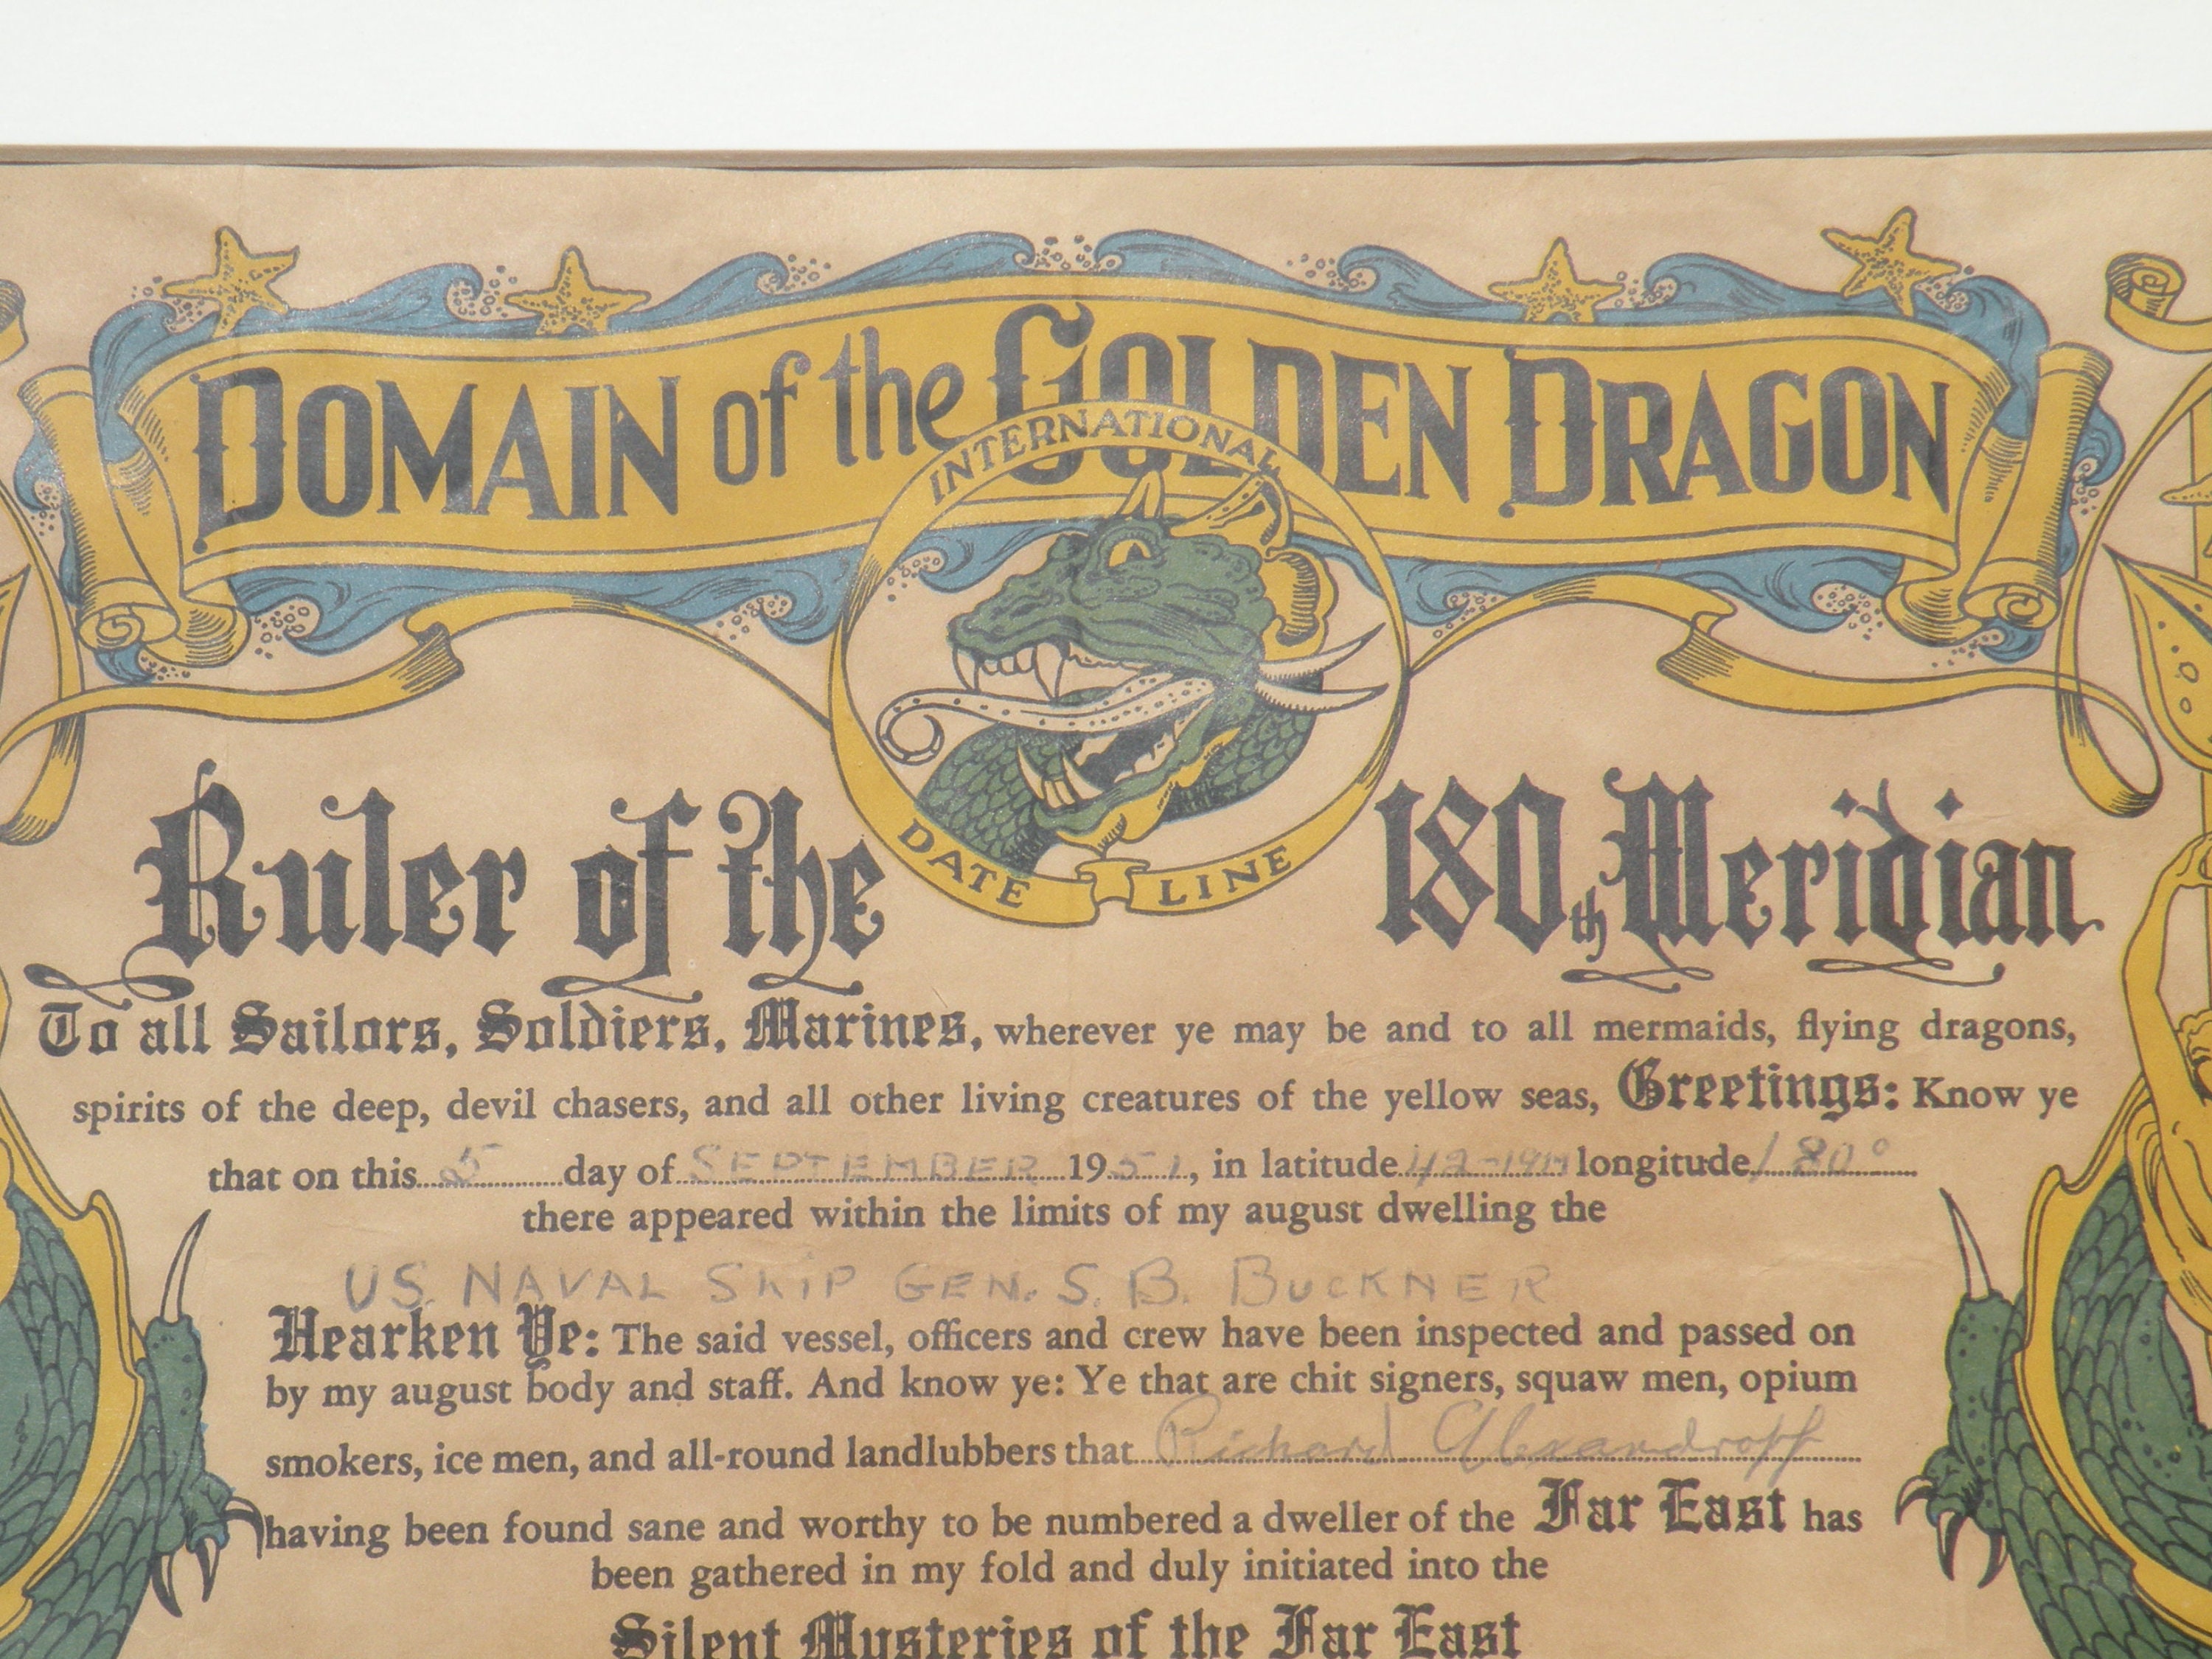 DOMAIN of the GOLDEN DRAGON
INTERNATIONAL
DATE LINE
Ruler of the 180th Meridian
To all Sailors, Soldiers, Marines, wherever ye may be and to all mermaids, flying dragons,
spirits of the deep, devil chasers, and all other living creatures of the yellow seas, Greetings: Know ye
that on this 5 day of SEPTEMBER 1951, in latitude 42-19N longitude 180°
there appeared within the limits of my august dwelling the
US. NAVAL SHIP GEN. S. B. BUCKNER
Hearken Ye: The said vessel, officers and crew have been inspected and passed on
by my august body and staff. And know ye: Ye that are chit signers, squaw men, opium
smokers, ice men, and all-round landlubbers that Richard Alexandroff
having been found sane and worthy to be numbered a dweller of the Far East has
been gathered in my fold and duly initiated into the
Silent Mysteries of the Far East